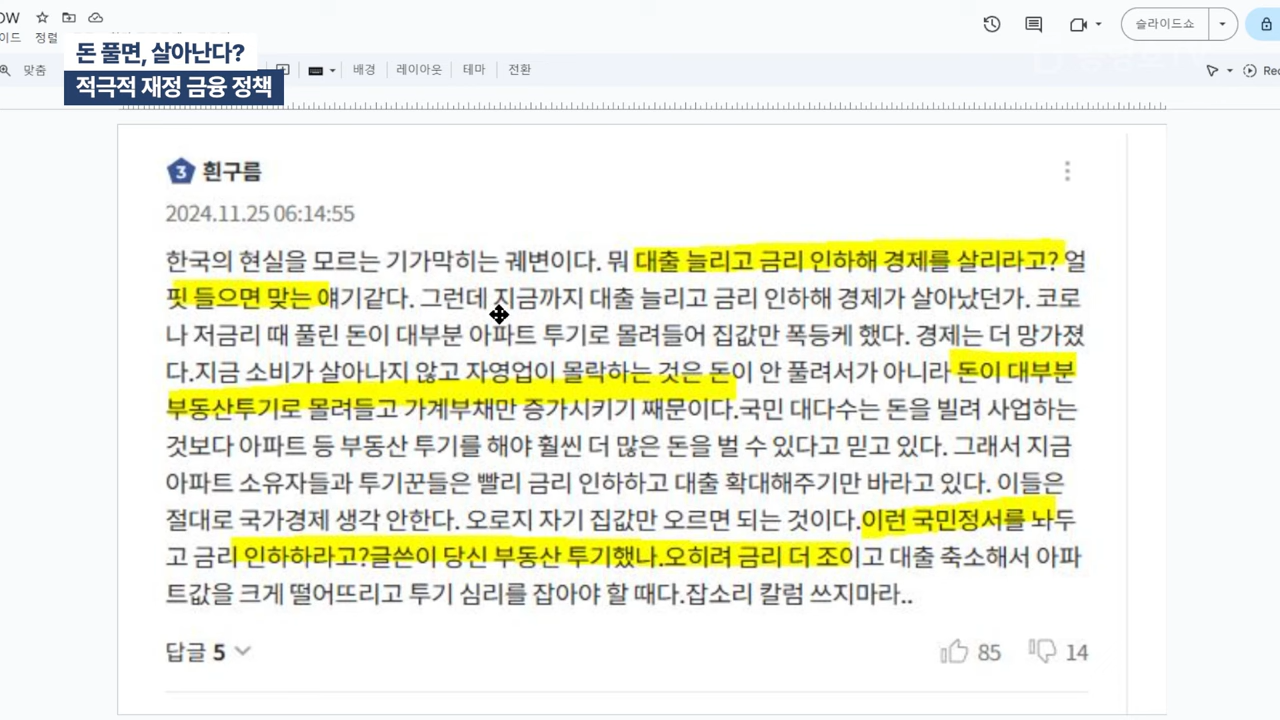 OW
슬라이드쇼
이드 정렬
돈 풀면, 살아난다?
적극적 재정 금융 정책
맞춤
배경 레이아웃 테마 전환
Rec
3 흰구름
2024.11.25 06:14:55
한국의 현실을 모르는 기가막히는 궤변이다. 뭐 대출 늘리고 금리 인하해 경제를 살리라고? 얼
핏 들으면 맞는 얘기같다. 그런데 지금까지 대출 늘리고 금리 인하해 경제가 살아났던가. 코로
나 저금리 때 풀린 돈이 대부분 아파트 투기로 몰려들어 집값만 폭등케 했다. 경제는 더 망가졌
다.지금 소비가 살아나지 않고 자영업이 몰락하는 것은 돈이 안 풀려서가 아니라 돈이 대부분
부동산투기로 몰려들고 가계부채만 증가시키기 때문이다.국민 대다수는 돈을 빌려 사업하는
것보다 아파트 등 부동산 투기를 해야 훨씬 더 많은 돈을 벌 수 있다고 믿고 있다. 그래서 지금
아파트 소유자들과 투기꾼들은 빨리 금리 인하하고 대출 확대해주기만 바라고 있다. 이들은
절대로 국가경제 생각 안한다. 오로지 자기 집값만 오르면 되는 것이다.이런 국민정서를 놔두
고 금리 인하하라고?글쓴이 당신 부동산 투기했나.오히려 금리 더 조이고 대출 축소해서 아파
트값을 크게 떨어뜨리고 투기 심리를 잡아야 할 때다.잡소리 칼럼 쓰지마라..
답글 5
85 14